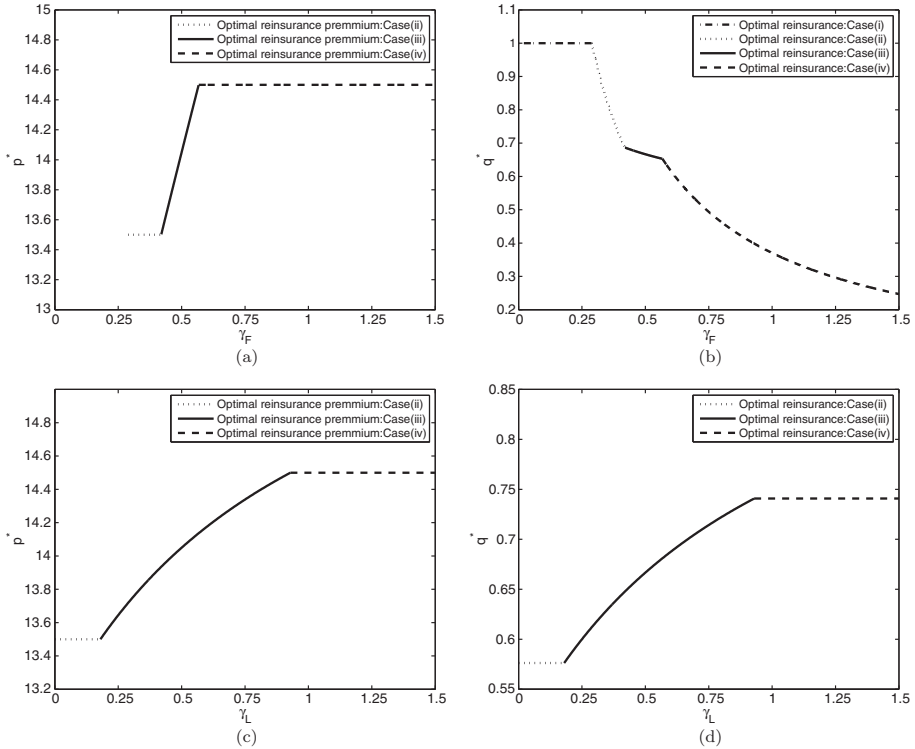 15
14.8
14.6
14.4
14.2
14
13.8
13.6
13.4
13.2
13
p*
0
0.25
0.5
0.75
1
1.25
1.5
γF
Optimal reinsurance premmium:Case(ii)
Optimal reinsurance premmium:Case(iii)
Optimal reinsurance premmium:Case(iv)
(a)
1.1
1
0.9
0.8
0.7
0.6
0.5
0.4
0.3
0.2
q*
0
0.25
0.5
0.75
1
1.25
1.5
γF
Optimal reinsurance:Case(i)
Optimal reinsurance:Case(ii)
Optimal reinsurance:Case(iii)
Optimal reinsurance:Case(iv)
(b)
14.8
14.6
14.4
14.2
14
13.8
13.6
13.4
13.2
p*
0
0.25
0.5
0.75
1
1.25
1.5
γL
Optimal reinsurance premmium:Case(ii)
Optimal reinsurance premmium:Case(iii)
Optimal reinsurance premmium:Case(iv)
(c)
0.85
0.8
0.75
0.7
0.65
0.6
0.55
q*
0
0.25
0.5
0.75
1
1.25
1.5
γL
Optimal reinsurance:Case(ii)
Optimal reinsurance:Case(iii)
Optimal reinsurance:Case(iv)
(d)